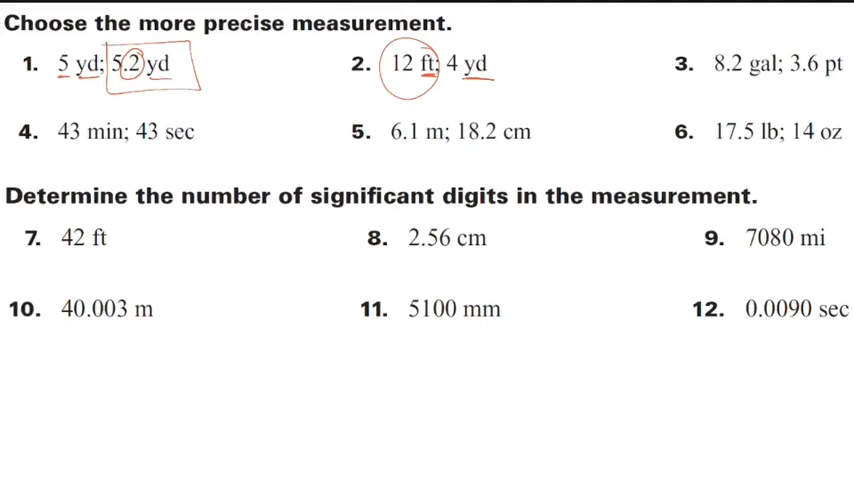 Choose the more precise measurement.
1. 5 yd; 5.2 yd 2. 12 ft; 4 yd 3. 8.2 gal; 3.6 pt
4. 43 min; 43 sec 5. 6.1 m; 18.2 cm 6. 17.5 lb; 14 oz
Determine the number of significant digits in the measurement.
7. 42 ft 8. 2.56 cm 9. 7080 mi
10. 40.003 m 11. 5100 mm 12. 0.0090 sec